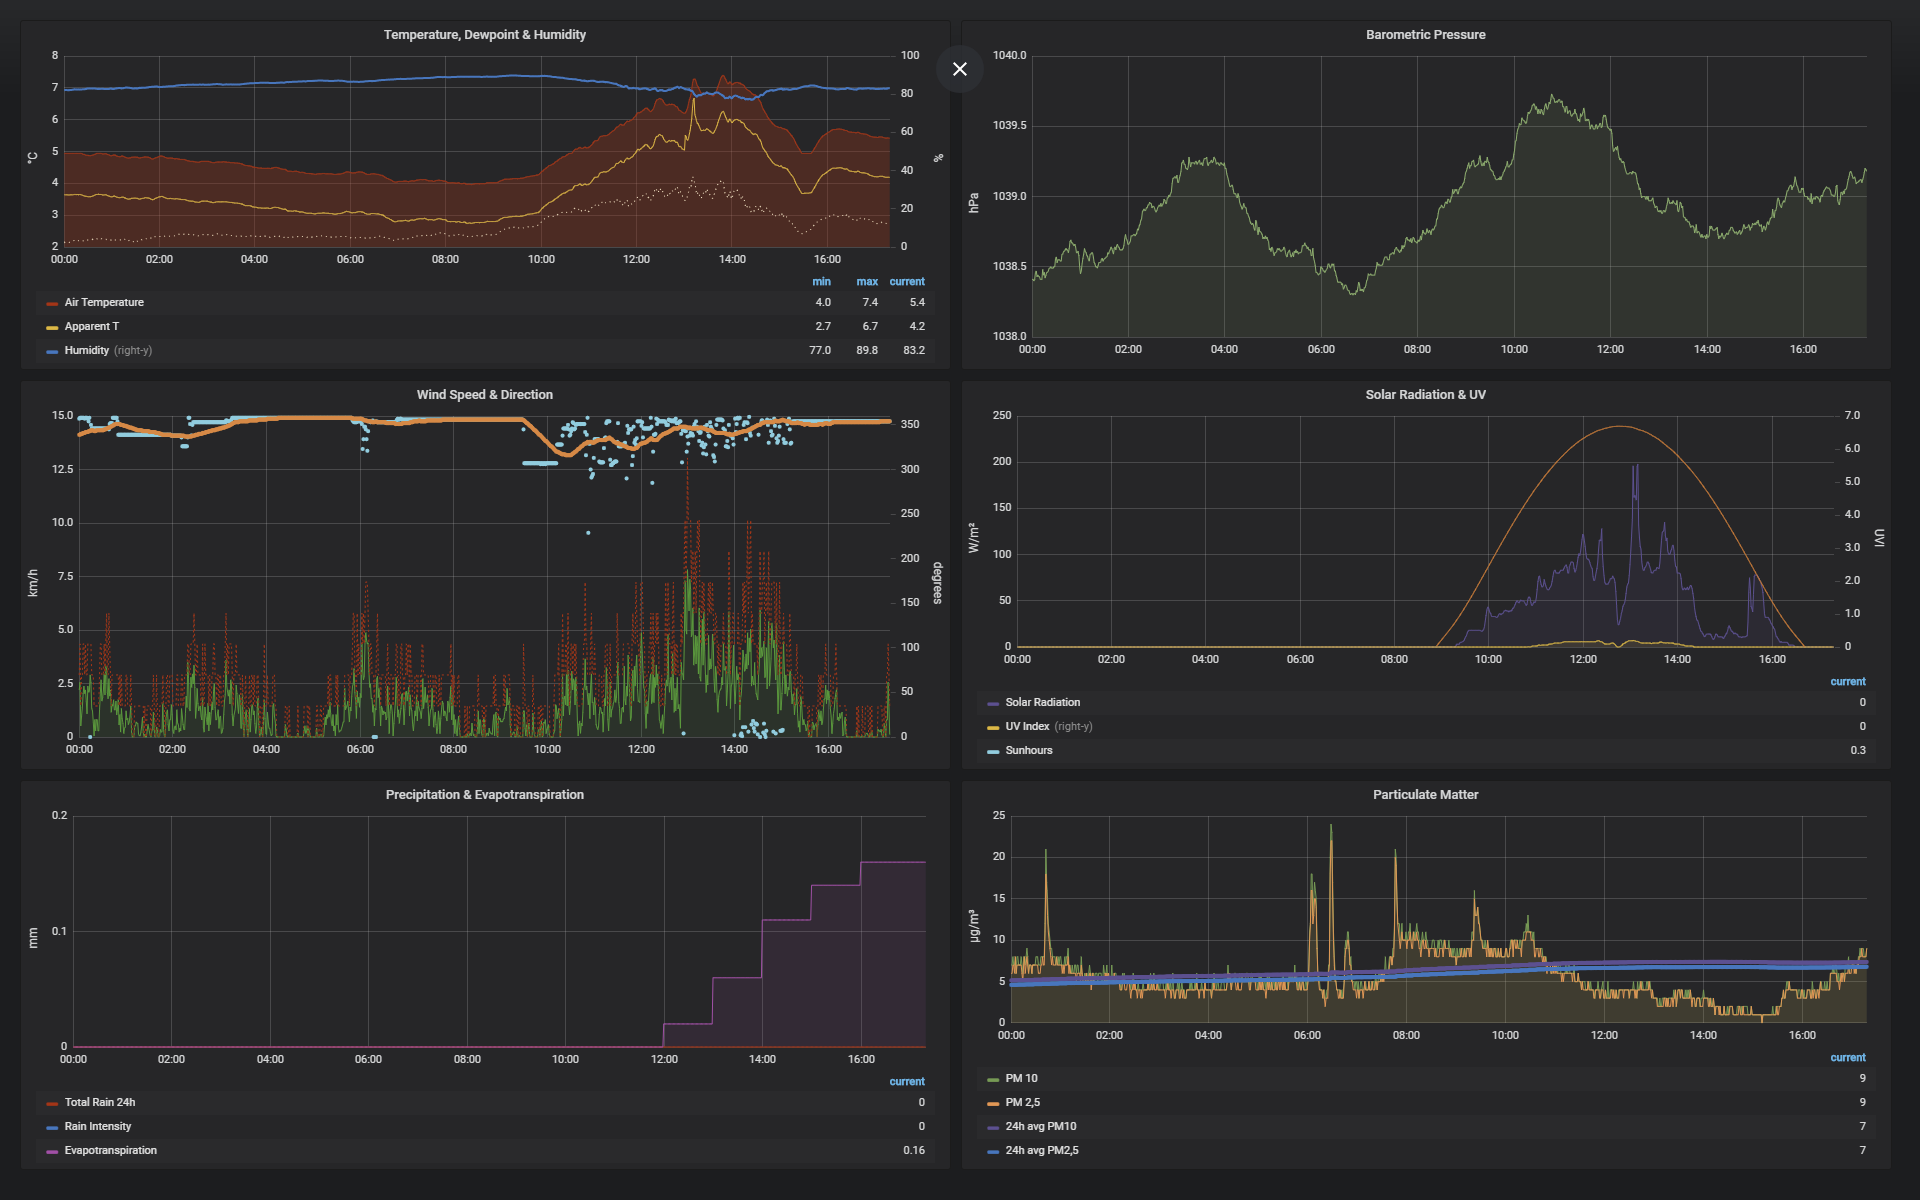 Temperature, Dewpoint & Humidity
8
7
6
5
4
3
2
°C
100
80
60
40
20
0
%
00:00 02:00 04:00 06:00 08:00 10:00 12:00 14:00 16:00
min max current
Air Temperature 4.0 7.4 5.4
Apparent T 2.7 6.7 4.2
Humidity (right-y) 77.0 89.8 83.2
Barometric Pressure
1040.0
1039.5
1039.0
1038.5
1038.0
hPa
00:00 02:00 04:00 06:00 08:00 10:00 12:00 14:00 16:00
Wind Speed & Direction
15.0
12.5
10.0
7.5
5.0
2.5
0
km/h
350
300
250
200
150
100
50
0
degrees
00:00 02:00 04:00 06:00 08:00 10:00 12:00 14:00 16:00
Solar Radiation & UV
250
200
150
100
50
0
W/m²
7.0
6.0
5.0
4.0
3.0
2.0
1.0
0
UVI
00:00 02:00 04:00 06:00 08:00 10:00 12:00 14:00 16:00
current
Solar Radiation 0
UV Index (right-y) 0
Sunhours 0.3
Precipitation & Evapotranspiration
0.2
0.1
0
mm
00:00 02:00 04:00 06:00 08:00 10:00 12:00 14:00 16:00
current
Total Rain 24h 0
Rain Intensity 0
Evapotranspiration 0.16
Particulate Matter
25
20
15
10
5
0
µg/m³
00:00 02:00 04:00 06:00 08:00 10:00 12:00 14:00 16:00
current
PM 10 9
PM 2,5 9
24h avg PM10 7
24h avg PM2,5 7